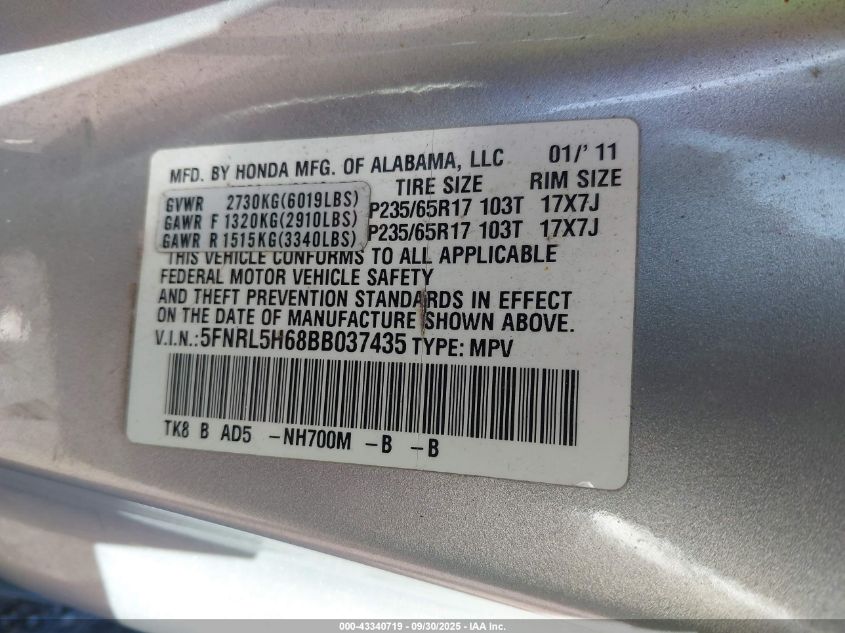 MFD. BY HONDA MFG. OF ALABAMA, LLC 01/' 11
TIRE SIZE RIM SIZE
GVWR 2730KG(6019LBS)
GAWR F 1320KG(2910LBS) P235/65R17 103T 17X7J
GAWR R 1515KG(3340LBS) P235/65R17 103T 17X7J
THIS VEHICLE CONFORMS TO ALL APPLICABLE
FEDERAL MOTOR VEHICLE SAFETY
AND THEFT PREVENTION STANDARDS IN EFFECT
ON THE DATE OF MANUFACTURE SHOWN ABOVE.
V.I.N.:5FNRL5H68BB037435 TYPE: MPV
TK8 B AD5 -NH700M -B -B
000-43340719 - 09/30/2025 - IAA Inc.